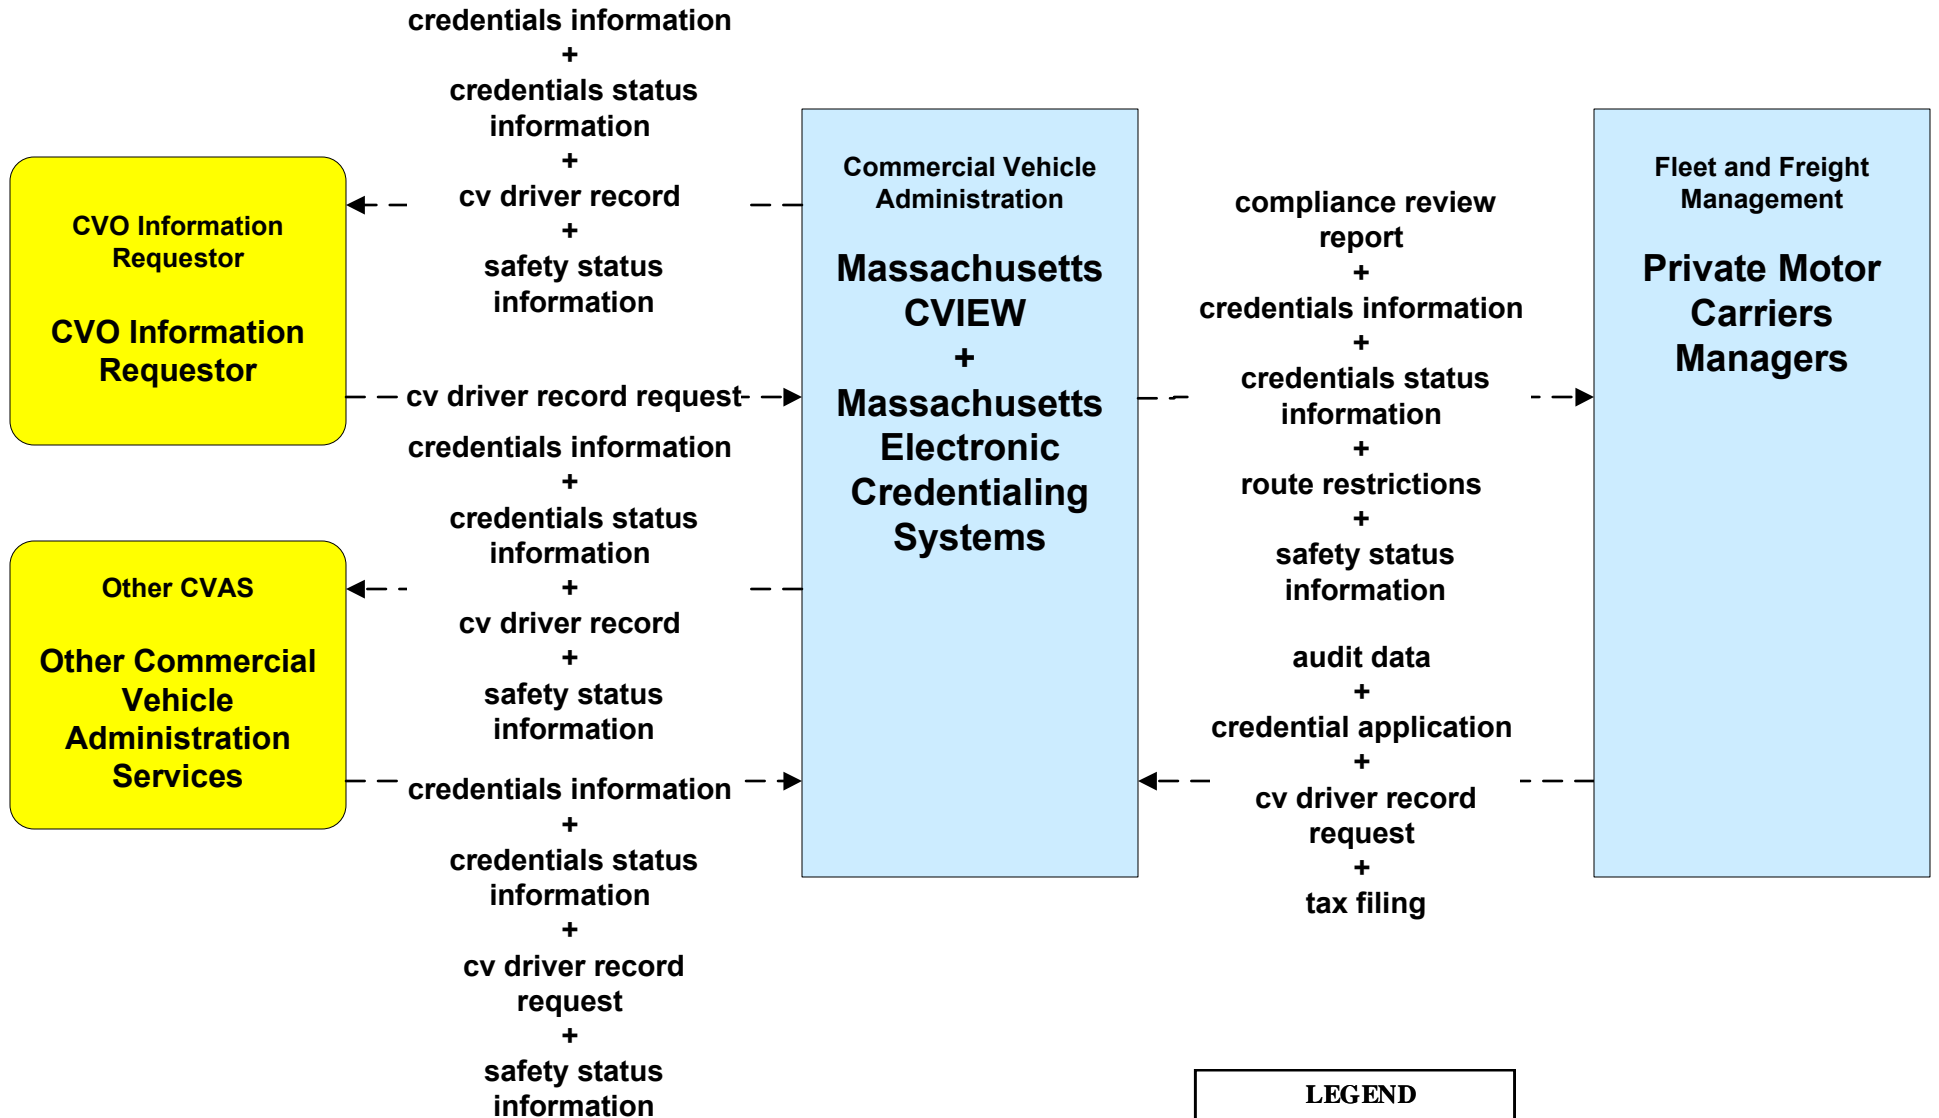 credentials information
+
credentials status
information
+
cv driver record
+
safety status
information
CVO Information
Requestor
CVO Information
Requestor
cv driver record request
credentials information
+
credentials status
information
+
cv driver record
+
safety status
information
Other CVAS
Other Commercial
Vehicle
Administration
Services
credentials information
+
credentials status
information
+
cv driver record
request
+
safety status
information
Commercial Vehicle
Administration
Massachusetts
CVIEW
+
Massachusetts
Electronic
Credentialing
Systems
compliance review
report
+
credentials information
+
credentials status
information
+
route restrictions
+
safety status
information
audit data
+
credential application
+
cv driver record
request
+
tax filing
Fleet and Freight
Management
Private Motor
Carriers
Managers
LEGEND